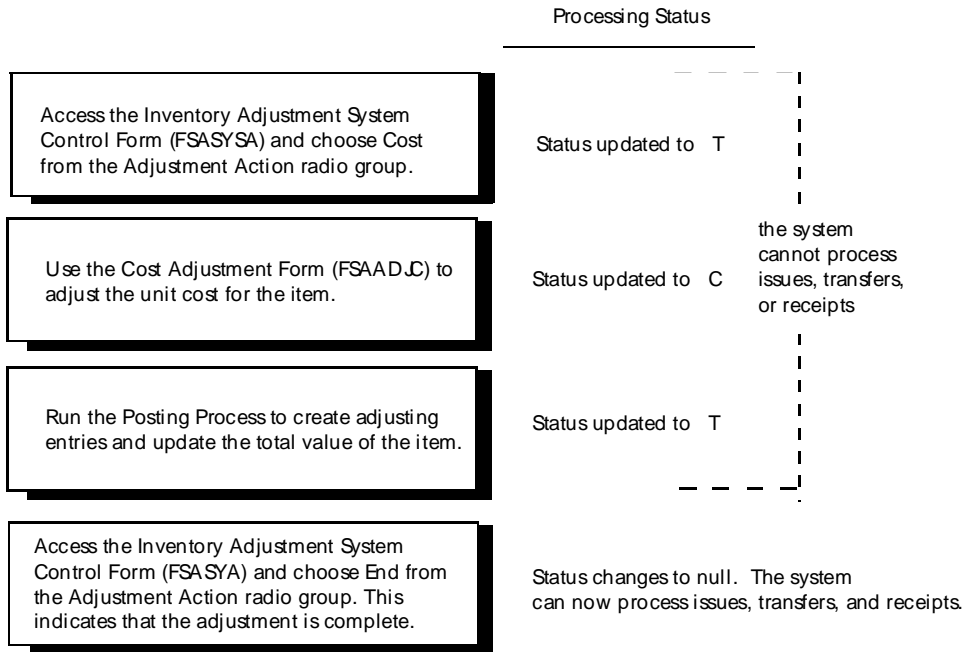 Processing Status
Access the Inventory Adjustment System
Control Form (FSASYSA) and choose Cost
from the Adjustment Action radio group.
Status updated to T
Use the Cost Adjustment Form (FSAADJC) to
adjust the unit cost for the item.
Status updated to C
the system
cannot process
issues, transfers,
or receipts
Run the Posting Process to create adjusting
entries and update the total value of the item.
Status updated to T
Access the Inventory Adjustment System
Control Form (FSASYA) and choose End from
the Adjustment Action radio group. This
indicates that the adjustment is complete.
Status changes to null. The system
can now process issues, transfers, and receipts.